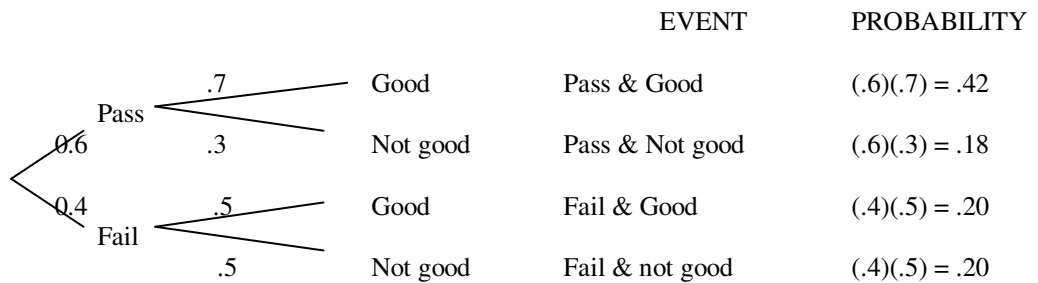 EVENT PROBABILITY
.7 Good Pass & Good (.6)(.7) = .42
Pass
0.6 .3 Not good Pass & Not good (.6)(.3) = .18
0.4 .5 Good Fail & Good (.4)(.5) = .20
Fail
.5 Not good Fail & not good (.4)(.5) = .20